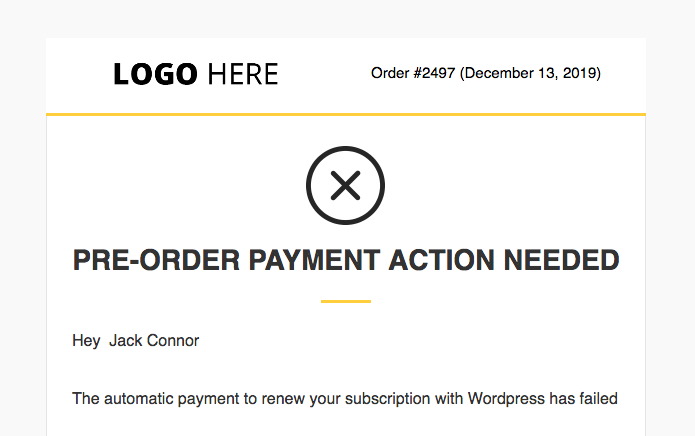 LOGO HERE
Order #2497 (December 13, 2019)
PRE-ORDER PAYMENT ACTION NEEDED
Hey  Jack Connor
The automatic payment to renew your subscription with Wordpress has failed